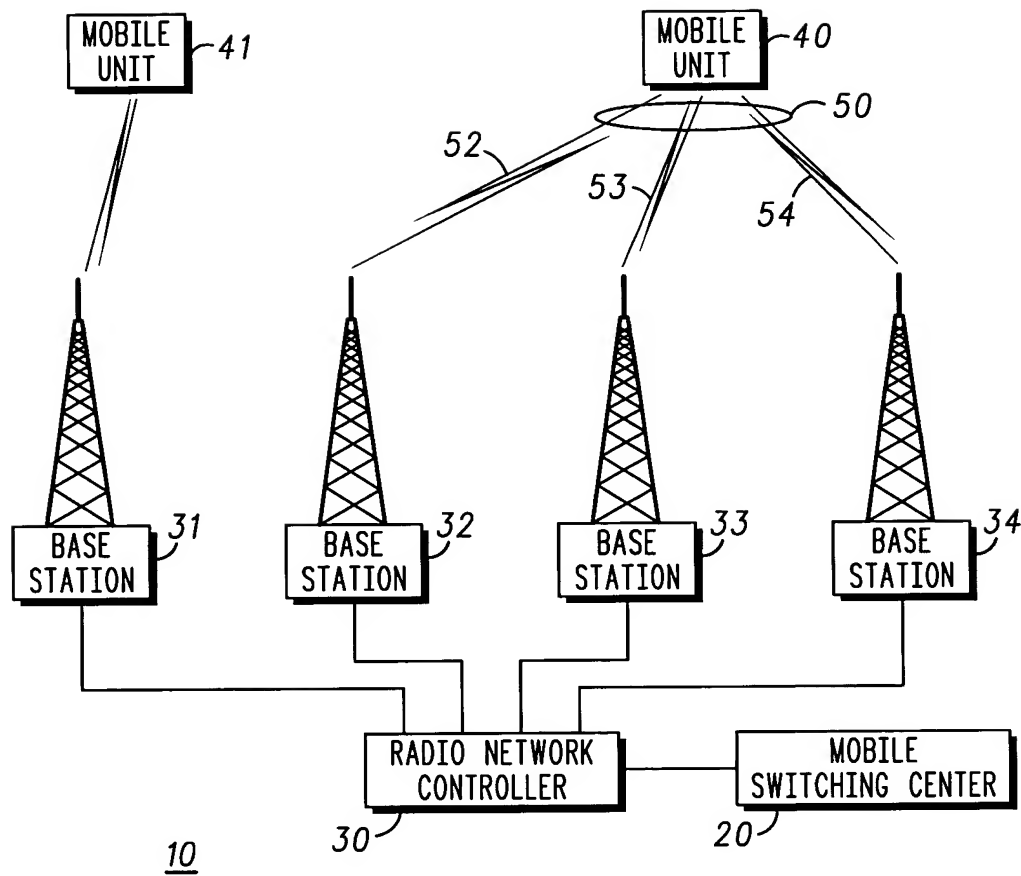 MOBILE
UNIT
41
MOBILE
UNIT
40
50
52
53
54
BASE
STATION
31
BASE
STATION
32
BASE
STATION
33
BASE
STATION
34
RADIO NETWORK
CONTROLLER
30
MOBILE
SWITCHING CENTER
20
10